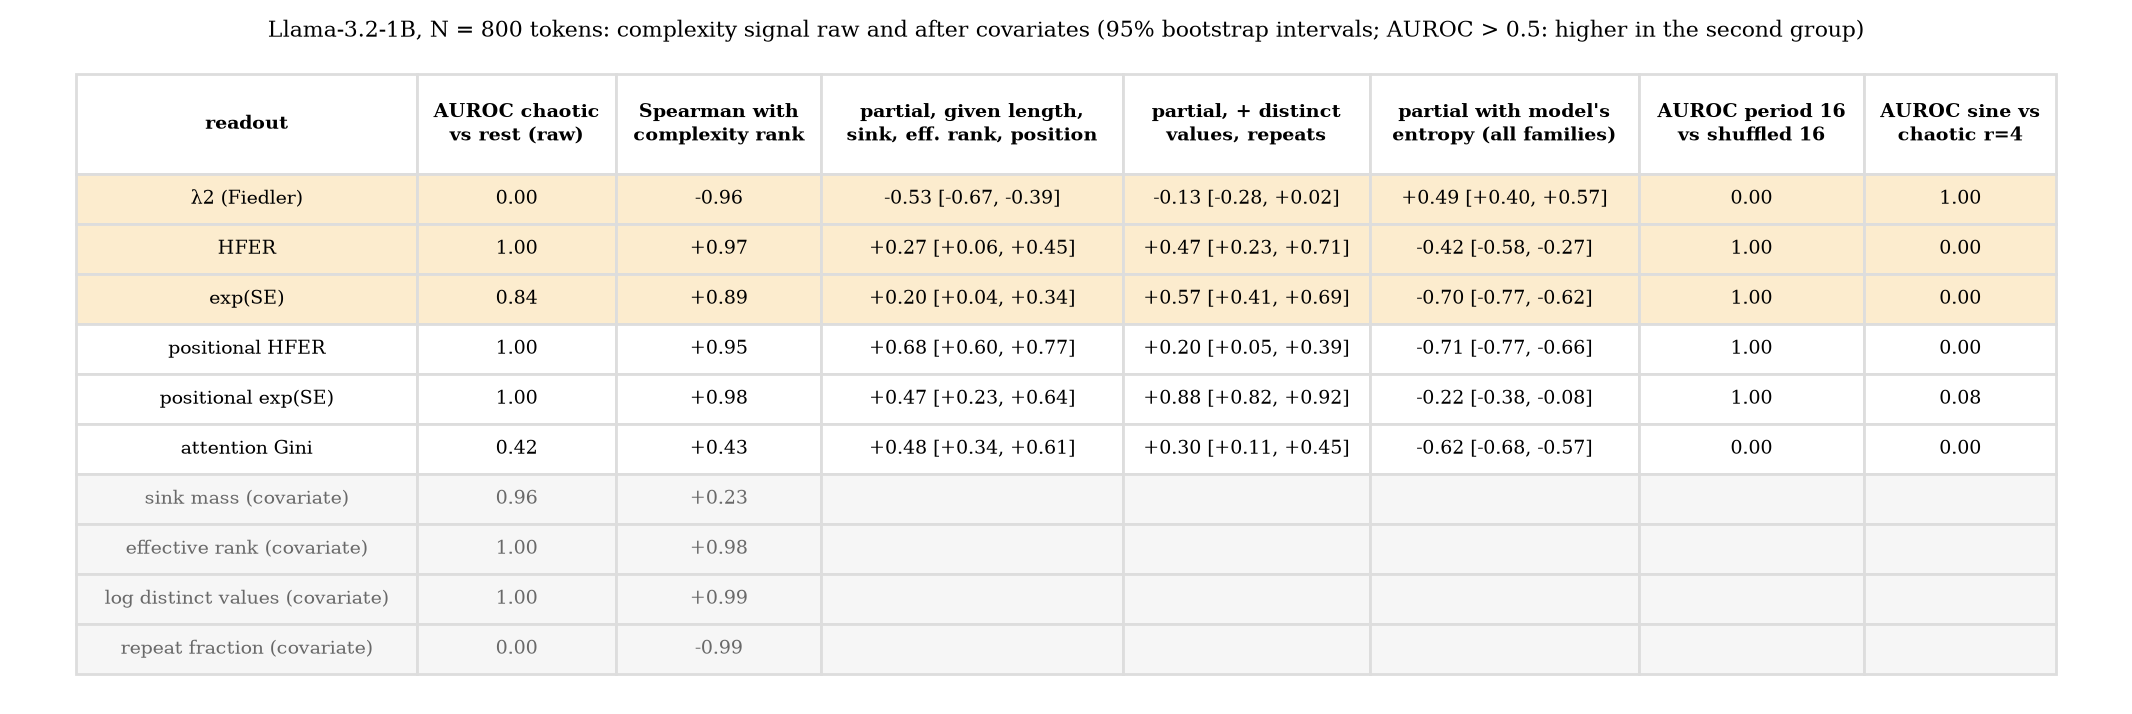 Llama-3.2-1B, N = 800 tokens: complexity signal raw and after covariates (95% bootstrap intervals; AUROC > 0.5: higher in the second group)
readout | AUROC chaotic vs rest (raw) | Spearman with complexity rank | partial, given length, sink, eff. rank, position | partial, + distinct values, repeats | partial with model's entropy (all families) | AUROC period 16 vs shuffled 16 | AUROC sine vs chaotic r=4
λ2 (Fiedler) 0.00 -0.96 -0.53 [-0.67, -0.39] -0.13 [-0.28, +0.02] +0.49 [+0.40, +0.57] 0.00 1.00
HFER 1.00 +0.97 +0.27 [+0.06, +0.45] +0.47 [+0.23, +0.71] -0.42 [-0.58, -0.27] 1.00 0.00
exp(SE) 0.84 +0.89 +0.20 [+0.04, +0.34] +0.57 [+0.41, +0.69] -0.70 [-0.77, -0.62] 1.00 0.00
positional HFER 1.00 +0.95 +0.68 [+0.60, +0.77] +0.20 [+0.05, +0.39] -0.71 [-0.77, -0.66] 1.00 0.00
positional exp(SE) 1.00 +0.98 +0.47 [+0.23, +0.64] +0.88 [+0.82, +0.92] -0.22 [-0.38, -0.08] 1.00 0.08
attention Gini 0.42 +0.43 +0.48 [+0.34, +0.61] +0.30 [+0.11, +0.45] -0.62 [-0.68, -0.57] 0.00 0.00
sink mass (covariate) 0.96 +0.23
effective rank (covariate) 1.00 +0.98
log distinct values (covariate) 1.00 +0.99
repeat fraction (covariate) 0.00 -0.99